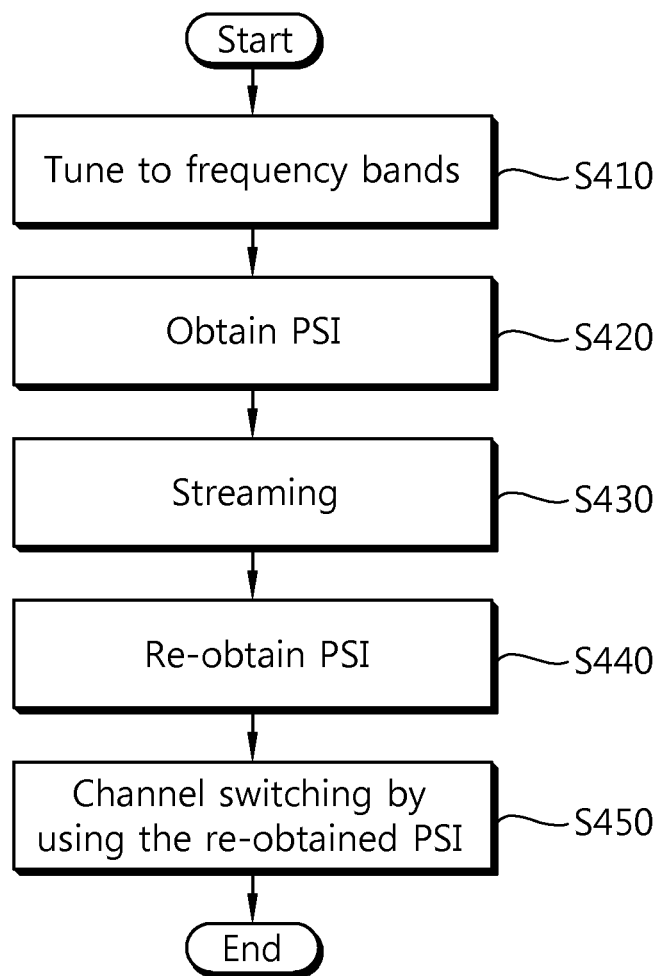 Start
Tune to frequency bands
S410
Obtain PSI
S420
Streaming
S430
Re-obtain PSI
S440
Channel switching by
using the re-obtained PSI
S450
End